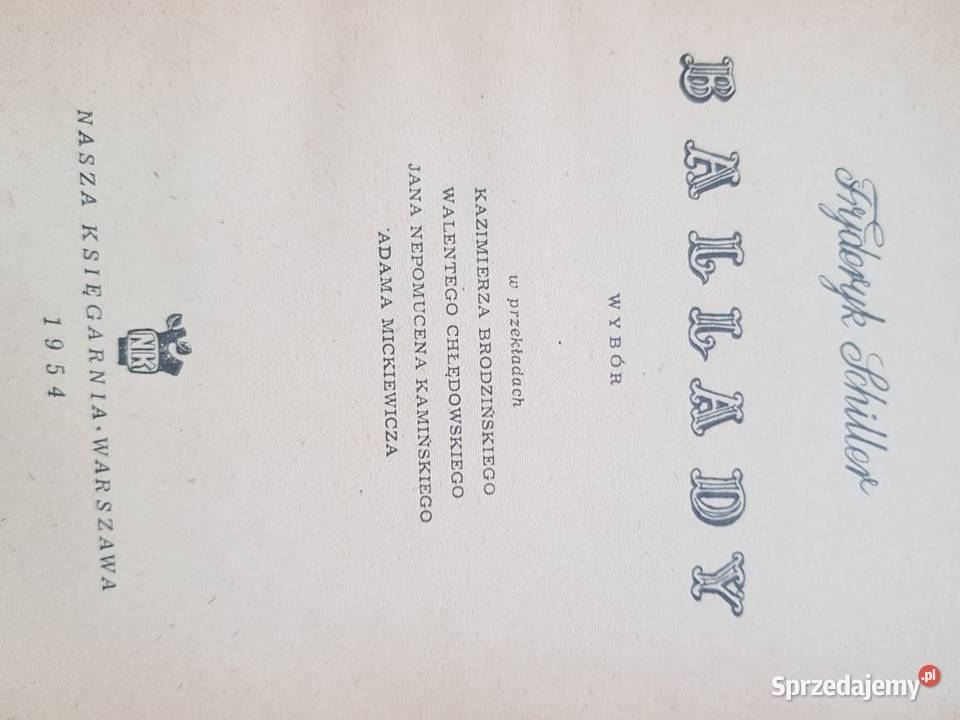 Fryderyk Schiller
BALLADY
WYBÓR
w przekładach
KAZIMIERZA BRODZIŃSKIEGO
WALENTEGO CHŁĘDOWSKIEGO
JANA NEPOMUCENA KAMIŃSKIEGO
ADAMA MICKIEWICZA
NK
NASZA KSIĘGARNIA · WARSZAWA
1954
Sprzedajemy.pl